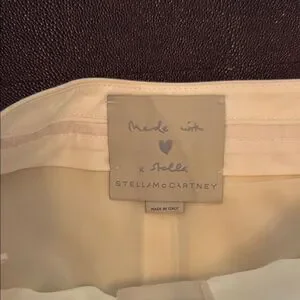 Made with
♥
x Stella
STELLA McCARTNEY
MADE IN ITALY